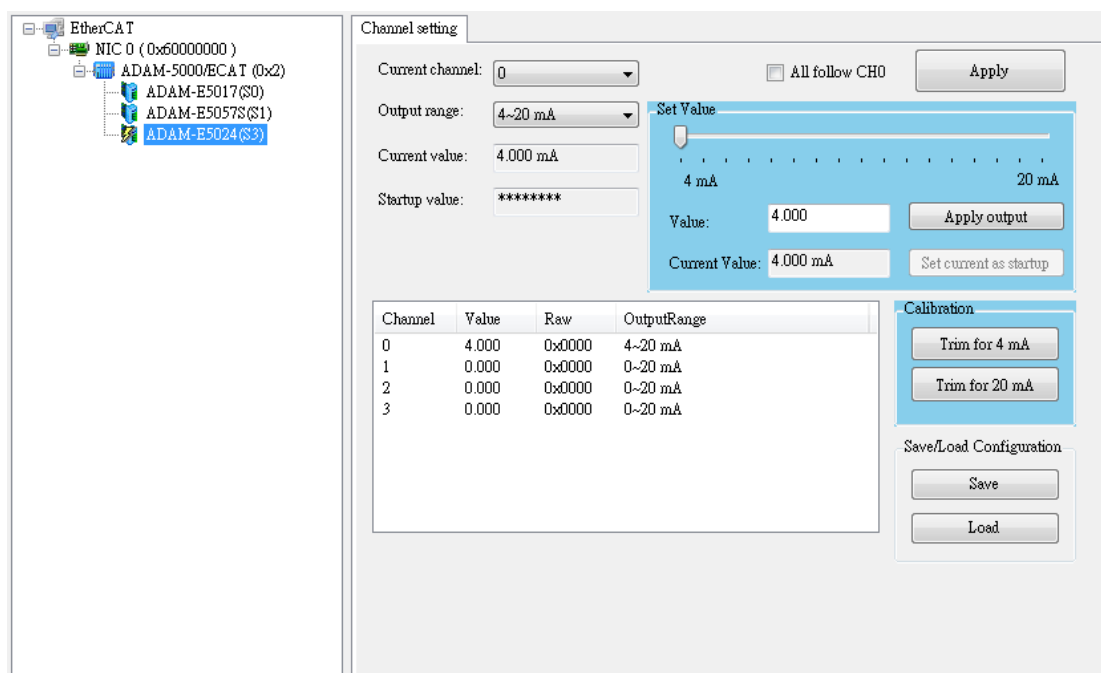 EtherCAT
NIC 0 ( 0x60000000 )
ADAM-5000/ECAT (0x2)
ADAM-E5017(S0)
ADAM-E5057S(S1)
ADAM-E5024(S3)
Channel setting
Current channel: 0
All follow CH0
Apply
Output range: 4~20 mA
Current value: 4.000 mA
Startup value: ********
Set Value
4 mA 20 mA
Value: 4.000 Apply output
Current Value: 4.000 mA Set current as startup
Channel Value Raw OutputRange
0 4.000 0x0000 4~20 mA
1 0.000 0x0000 0~20 mA
2 0.000 0x0000 0~20 mA
3 0.000 0x0000 0~20 mA
Calibration
Trim for 4 mA
Trim for 20 mA
Save/Load Configuration
Save
Load